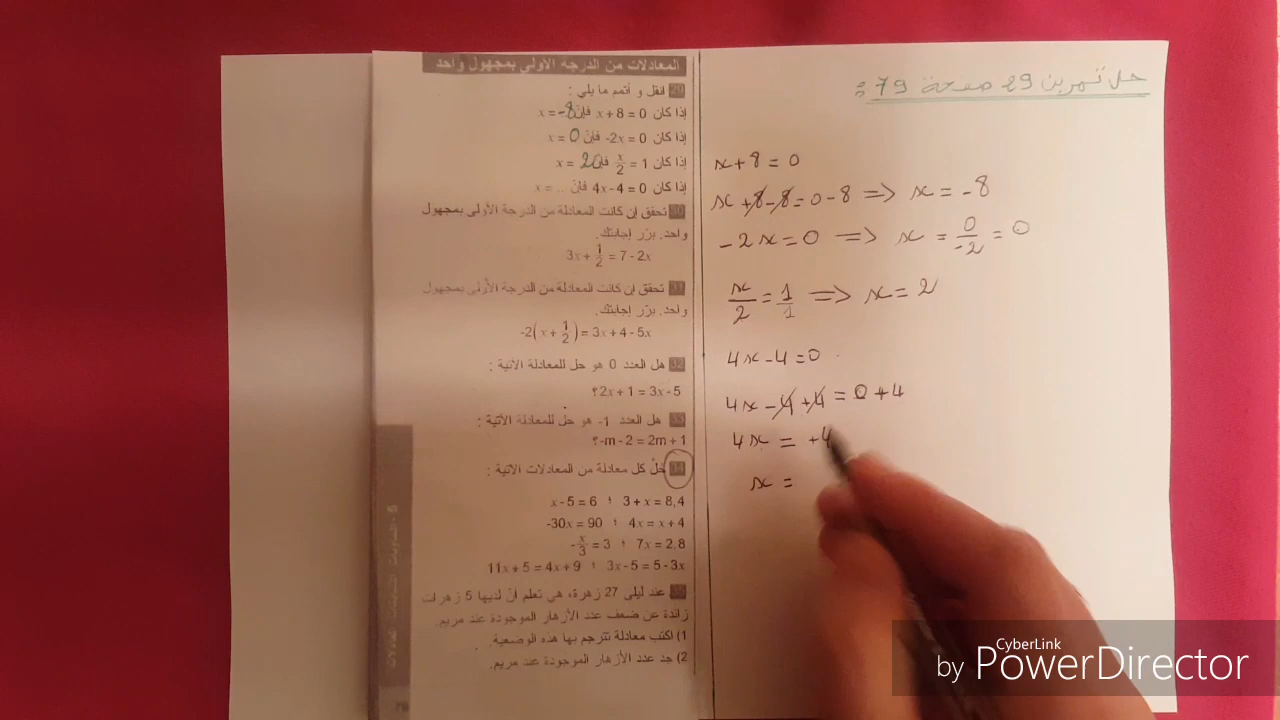 المعادلات من الدرجة الأولى بمجهول واحد
29 انقل و أتمم ما يلي :
إذا كان x + 8 = 0 فإنّ x = -8
إذا كان -2x = 0 فإنّ x = 0
إذا كان x/2 = 1 فإنّ x = 20
إذا كان 4x - 4 = 0 فإنّ x = ..
30 تحقق إن كانت المعادلة من الدرجة الأولى بمجهول
واحد. برّر إجابتك.
3x + 1/2 = 7 - 2x
31 تحقق إن كانت المعادلة من الدرجة الأولى بمجهول
واحد. برّر إجابتك.
-2(x + 1/2) = 3x + 4 - 5x
32 هل العدد 0 هو حل للمعادلة الآتية :
2x + 1 = 3x - 5؟
33 هل العدد 1- هو حلّ للمعادلة الآتية :
-m - 2 = 2m + 1؟
34 حُلّ كل معادلة من المعادلات الآتية :
x - 5 = 6 ؛ 3 + x = 8,4
-30x = 90 ؛ 4x = x + 4
-x/3 = 3 ؛ 7x = 2,8
11x + 5 = 4x + 9 ؛ 3x - 5 = 5 - 3x
35 عند ليلى 27 زهرة، هي تعلم أنّ لديها 5 زهرات
زائدة عن ضعف عدد الأزهار الموجودة عند مريم.
1) اكتب معادلة تترجم بها هذه الوضعية.
2) جد عدد الأزهار الموجودة عند مريم.
79
حل تمرين 29 صفحة 79:
x + 8 = 0
x + 8 - 8 = 0 - 8 => x = -8
-2x = 0 => x = 0/-2 = 0
x/2 = 1/1 => x = 2
4x - 4 = 0
4x - 4 + 4 = 0 + 4
4x = +4
x =
CyberLink
by PowerDirector